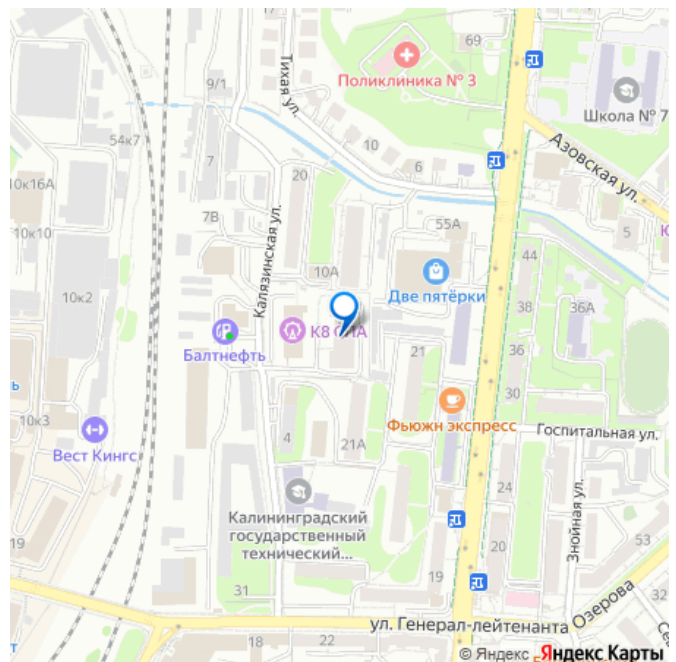 69
Поликлиника № 3
Школа № 7
Тихая ул.
9/1
54к7
10
6
Азовская ул.
7
20
10к16А
7В
Калязинская ул.
55А
5
10к10
10А
44
10к2
Две пятёрки
38
36А
К8
Балтнефть
21
36
30
10к3
Фьюжн экспресс
Госпитальная ул.
Вест Кингс
4
21А
24
Знойная ул.
Калининградский
государственный
технический...
19
20
53
31
19
ул. Генерал-лейтенанта Озерова
18
22
© Яндекс Яндекс Карты